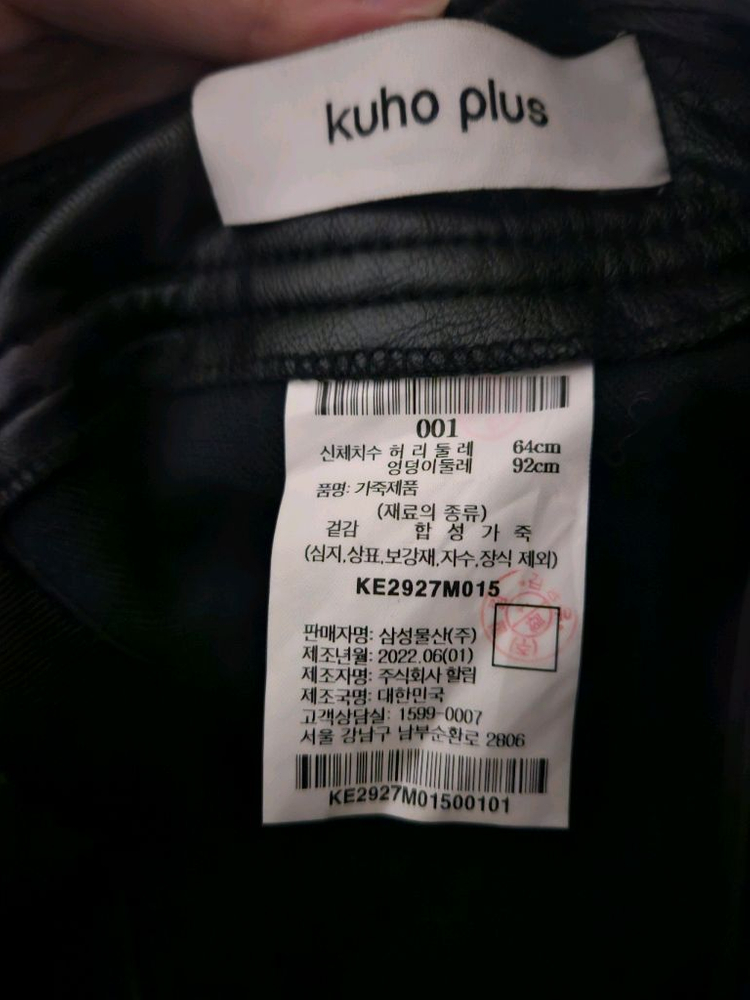 kuho plus
001
신체치수 허 리 둘 레 64cm
엉덩이둘레 92cm
품명: 가죽제품
(재료의 종류)
겉감 합 성 가 죽
(심지,상표,보강재,자수,장식 제외)
KE2927M015
판매자명: 삼성물산(주)
제조년월: 2022.06(01)
제조자명: 주식회사 할림
제조국명: 대한민국
고객상담실: 1599-0007
서울 강남구 남부순환로 2806
KE2927M01500101